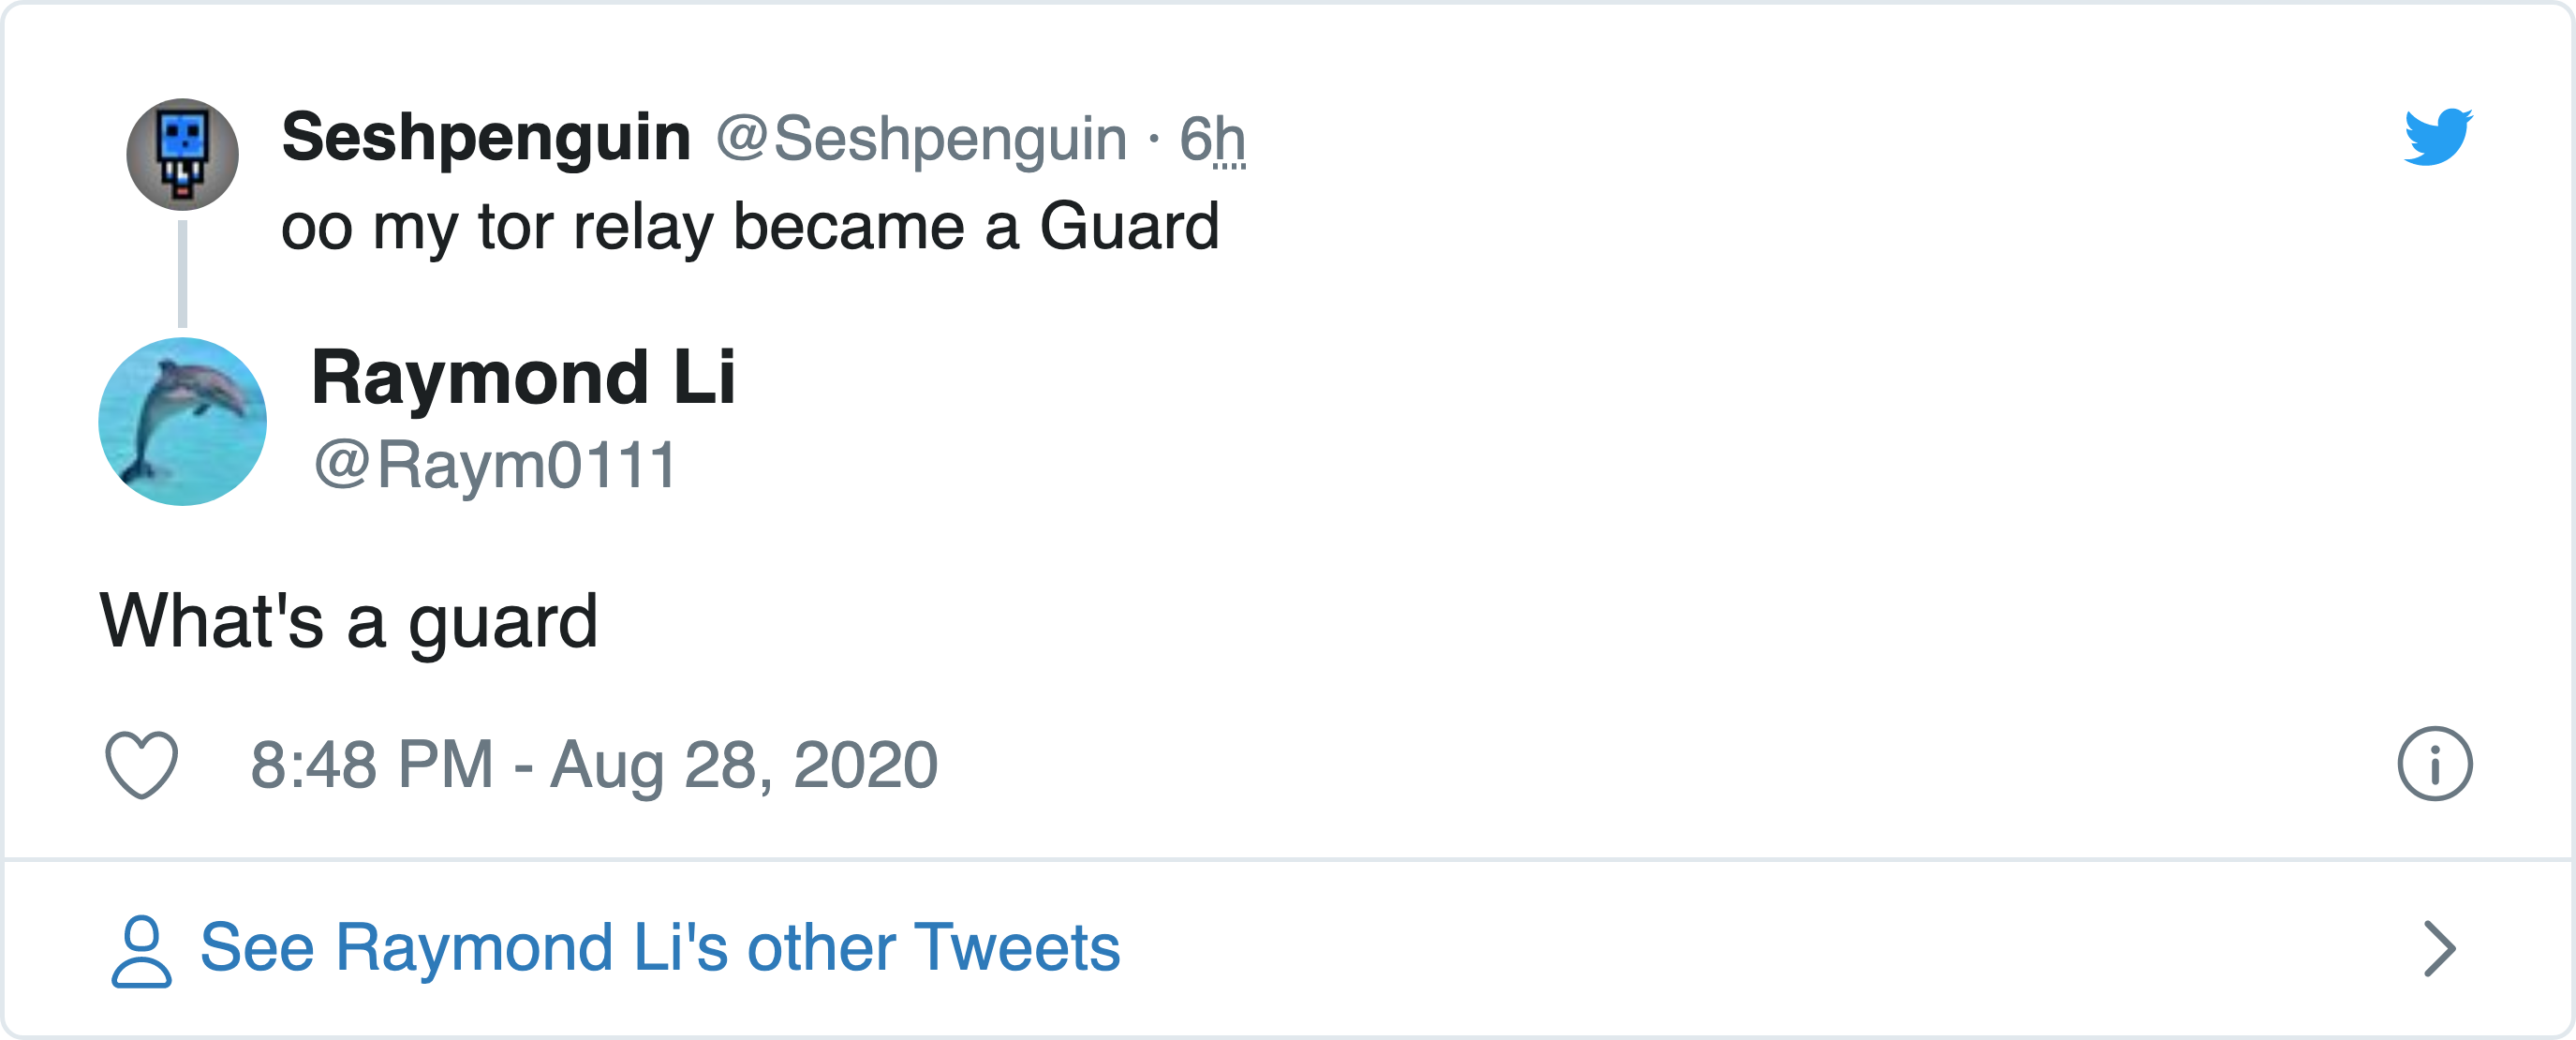 Seshpenguin @Seshpenguin · 6h
oo my tor relay became a Guard
Raymond Li
@Raym0111
What's a guard
8:48 PM - Aug 28, 2020
See Raymond Li's other Tweets